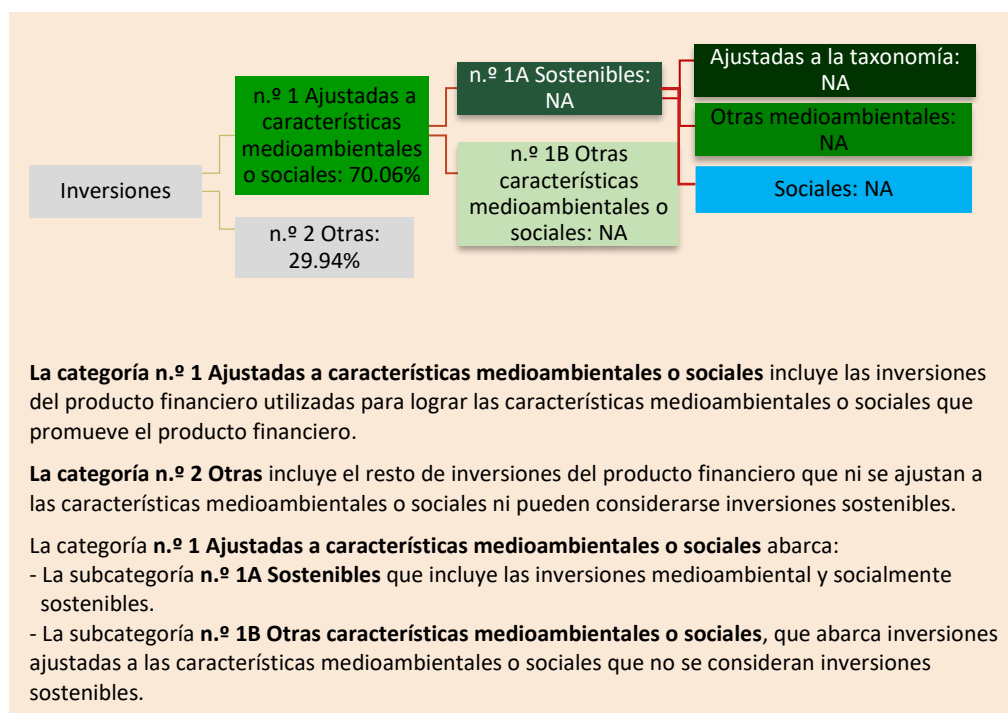 Inversiones
n.º 1 Ajustadas a
características
medioambientales
o sociales: 70.06%
n.º 2 Otras:
29.94%
n.º 1A Sostenibles:
NA
n.º 1B Otras
características
medioambientales o
sociales: NA
Ajustadas a la taxonomía:
NA
Otras medioambientales:
NA
Sociales: NA
La categoría n.º 1 Ajustadas a características medioambientales o sociales incluye las inversiones
del producto financiero utilizadas para lograr las características medioambientales o sociales que
promueve el producto financiero.
La categoría n.º 2 Otras incluye el resto de inversiones del producto financiero que ni se ajustan a
las características medioambientales o sociales ni pueden considerarse inversiones sostenibles.
La categoría n.º 1 Ajustadas a características medioambientales o sociales abarca:
- La subcategoría n.º 1A Sostenibles que incluye las inversiones medioambiental y socialmente
sostenibles.
- La subcategoría n.º 1B Otras características medioambientales o sociales, que abarca inversiones
ajustadas a las características medioambientales o sociales que no se consideran inversiones
sostenibles.